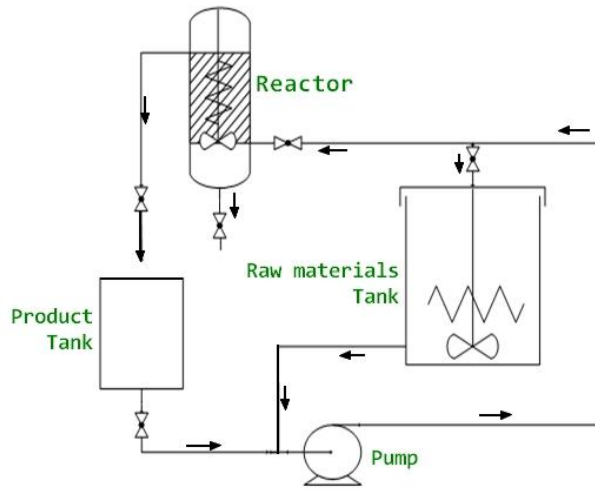 Reactor
Raw materials
Tank
Product
Tank
Pump